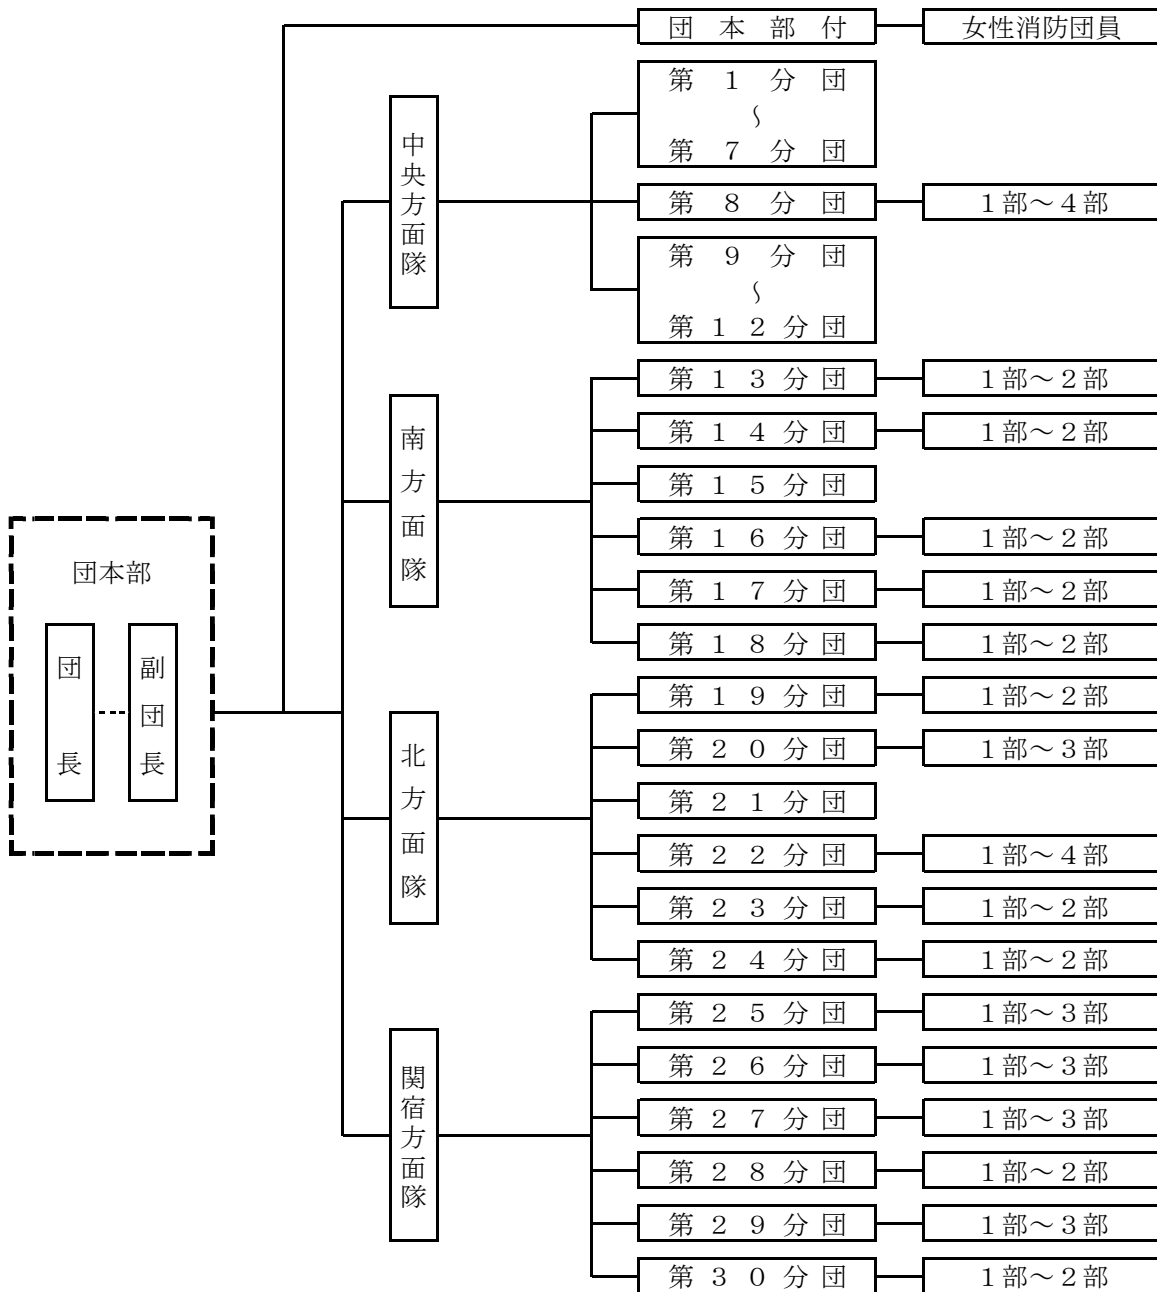 団本部付 女性消防団員
中央方面隊
第１分団
～
第７分団
第８分団 １部～４部
第９分団
～
第１２分団
南方面隊
第１３分団 １部～２部
第１４分団 １部～２部
第１５分団
第１６分団 １部～２部
第１７分団 １部～２部
第１８分団 １部～２部
団本部
団長
副団長
北方面隊
第１９分団 １部～２部
第２０分団 １部～３部
第２１分団
第２２分団 １部～４部
第２３分団 １部～２部
第２４分団 １部～２部
関宿方面隊
第２５分団 １部～３部
第２６分団 １部～３部
第２７分団 １部～３部
第２８分団 １部～２部
第２９分団 １部～３部
第３０分団 １部～２部